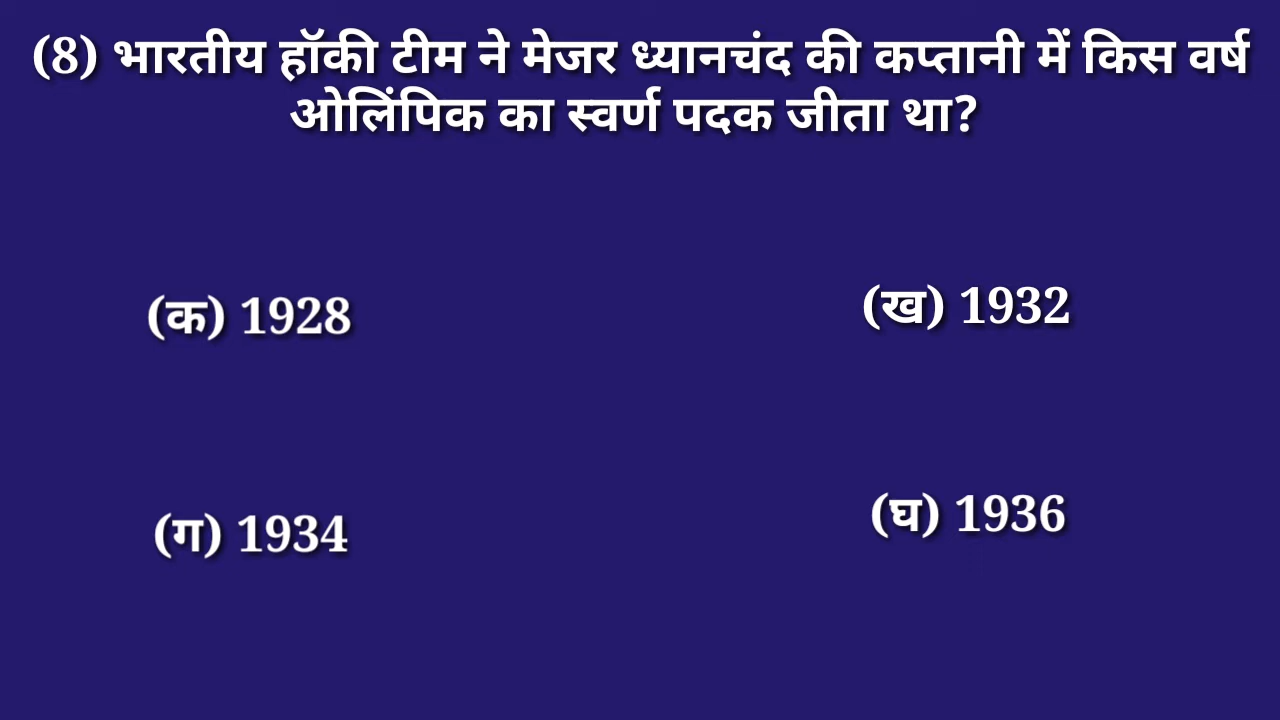 (8) भारतीय हॉकी टीम ने मेजर ध्यानचंद की कप्तानी में किस वर्ष
ओलिंपिक का स्वर्ण पदक जीता था?
(क) 1928
(ख) 1932
(ग) 1934
(घ) 1936